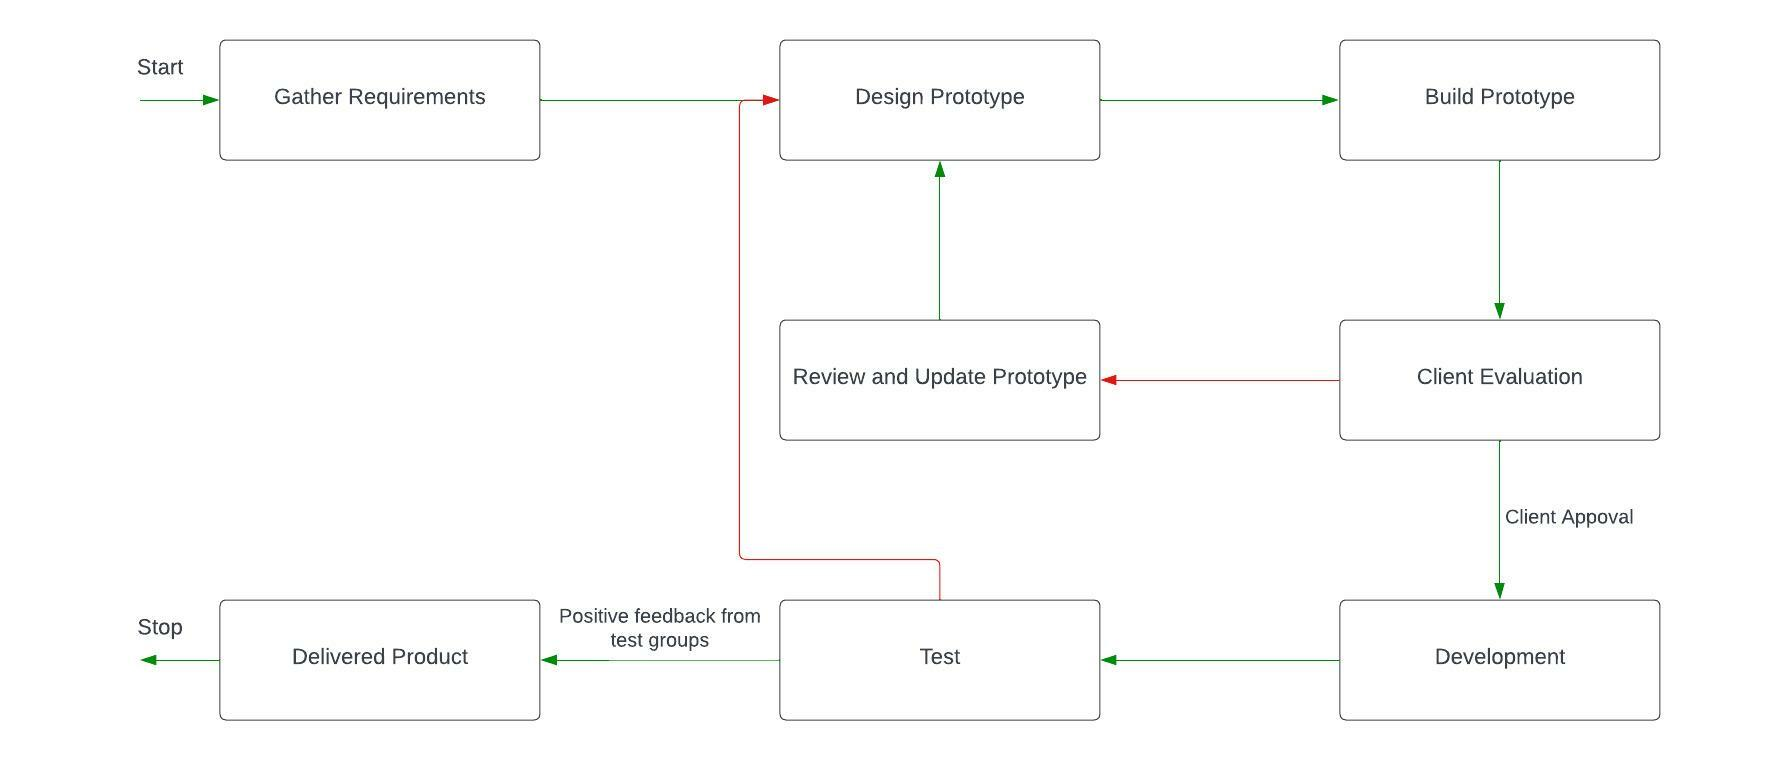 Start
Gather Requirements
Design Prototype
Build Prototype
Review and Update Prototype
Client Evaluation
Client Appoval
Stop
Delivered Product
Positive feedback from
test groups
Test
Development